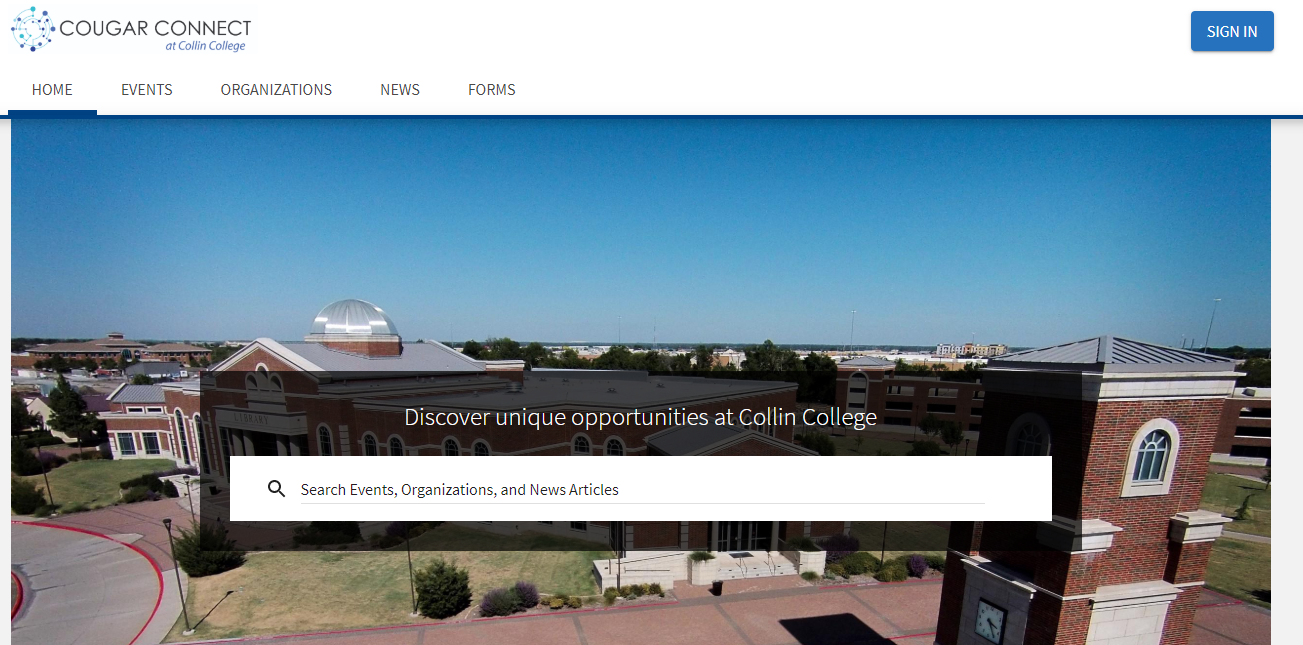 COUGAR CONNECT
at Collin College
SIGN IN
HOME EVENTS ORGANIZATIONS NEWS FORMS
Discover unique opportunities at Collin College
LIBRARY
Search Events, Organizations, and News Articles